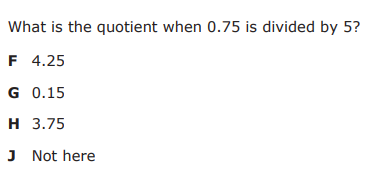 What is the quotient when 0.75 is divided by 5?
F 4.25
G 0.15
H 3.75
J Not here